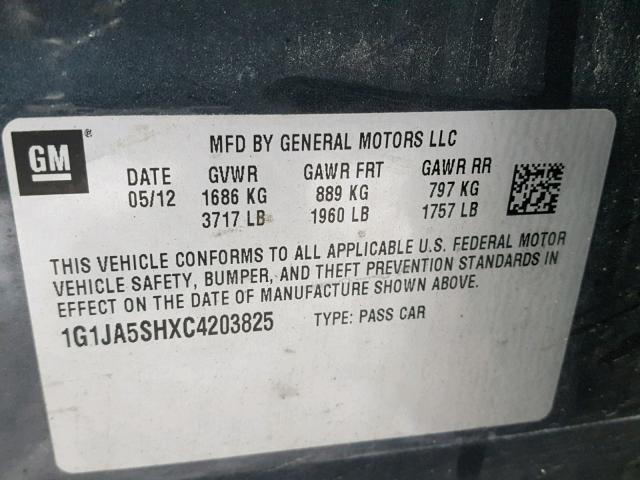 GM ®
MFD BY GENERAL MOTORS LLC
DATE GVWR GAWR FRT GAWR RR
05/12 1686 KG 889 KG 797 KG
3717 LB 1960 LB 1757 LB
THIS VEHICLE CONFORMS TO ALL APPLICABLE U.S. FEDERAL MOTOR
VEHICLE SAFETY, BUMPER, AND THEFT PREVENTION STANDARDS IN
EFFECT ON THE DATE OF MANUFACTURE SHOWN ABOVE.
1G1JA5SHXC4203825 TYPE: PASS CAR